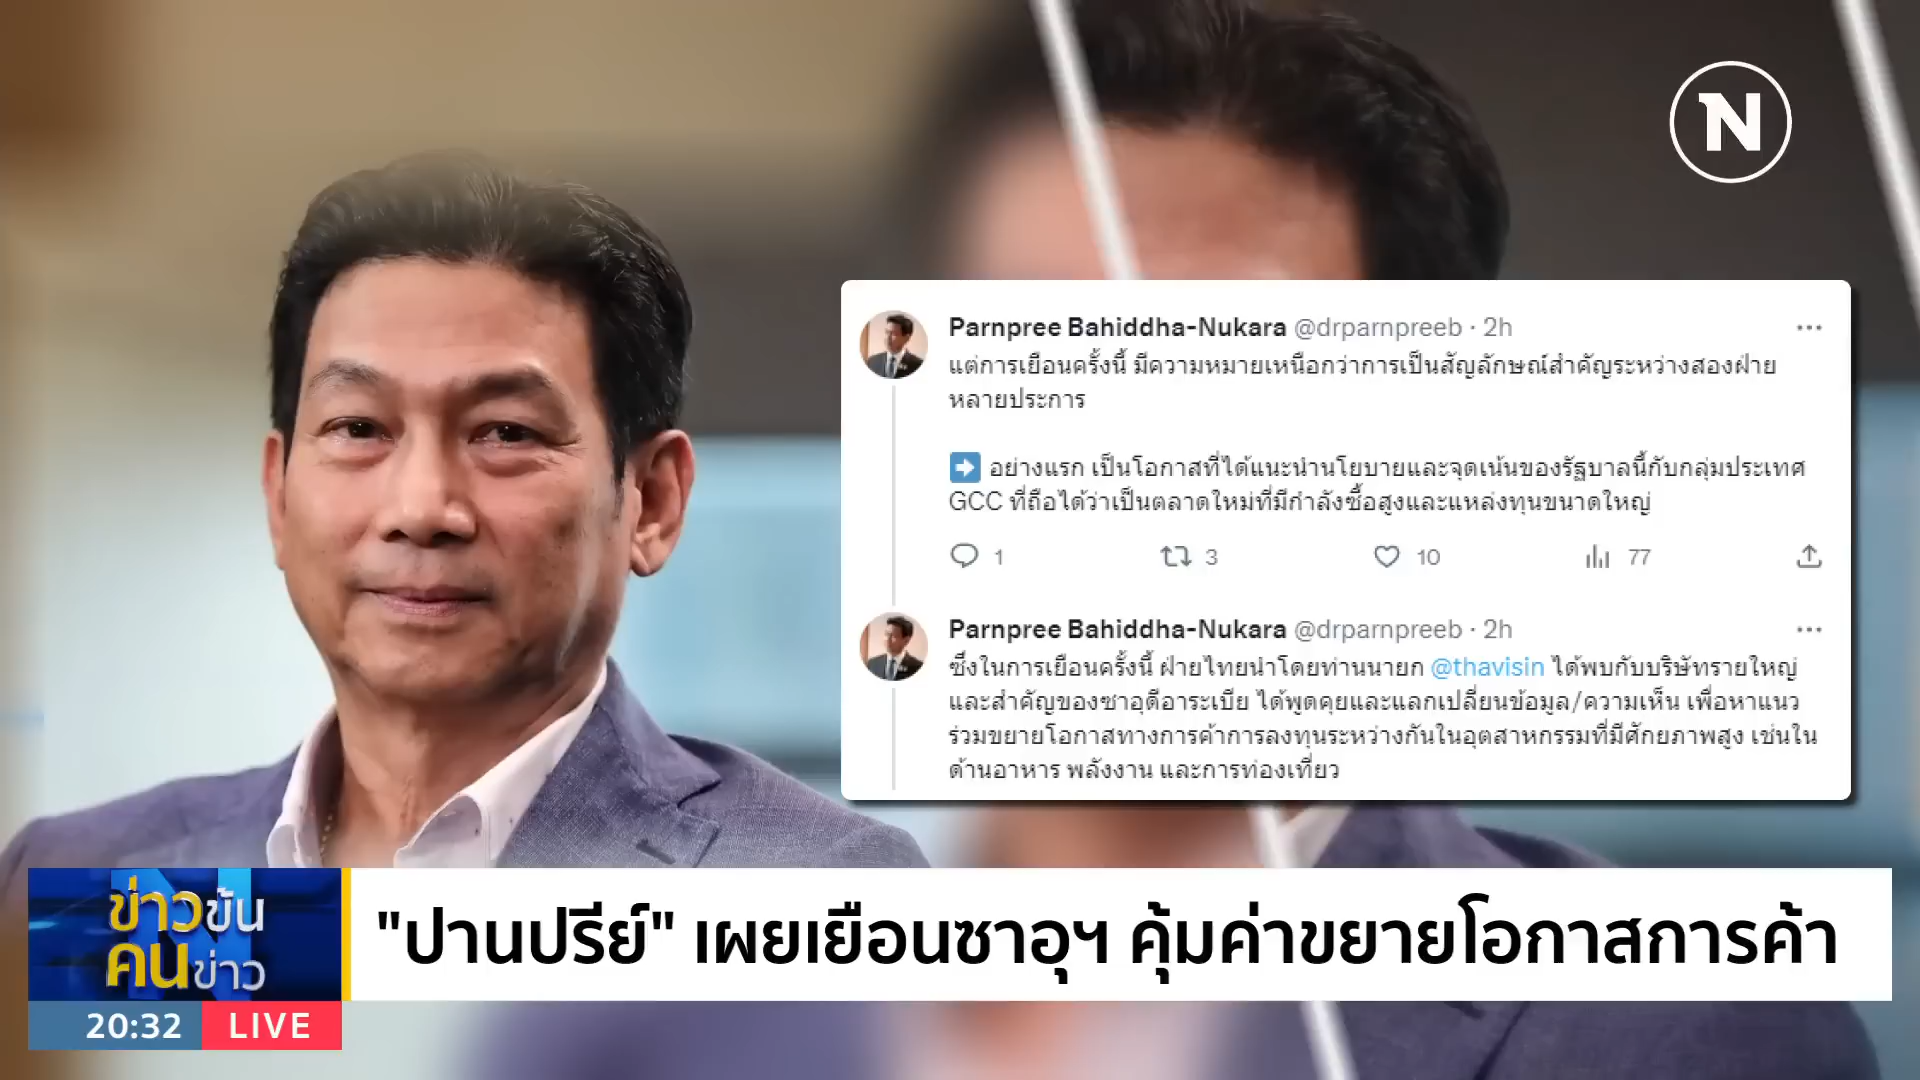 N
Parnpree Bahiddha-Nukara @drparnpreeb · 2h
แต่การเยือนครั้งนี้ มีความหมายเหนือกว่าการเป็นสัญลักษณ์สำคัญระหว่างสองฝ่าย
หลายประการ
➡ อย่างแรก เป็นโอกาสที่ได้แนะนำนโยบายและจุดเน้นของรัฐบาลนี้กับกลุ่มประเทศ
GCC ที่ถือได้ว่าเป็นตลาดใหม่ที่มีกำลังซื้อสูงและแหล่งทุนขนาดใหญ่
1 3 10 77
Parnpree Bahiddha-Nukara @drparnpreeb · 2h
ซึ่งในการเยือนครั้งนี้ ฝ่ายไทยนำโดยท่านนายก @thavisin ได้พบกับบริษัทรายใหญ่
และสำคัญของซาอุดีอาระเบีย ได้พูดคุยและแลกเปลี่ยนข้อมูล/ความเห็น เพื่อหาแนว
ร่วมขยายโอกาสทางการค้าการลงทุนระหว่างกันในอุตสาหกรรมที่มีศักยภาพสูง เช่นใน
ด้านอาหาร พลังงาน และการท่องเที่ยว
ข่าวข้น
คนข่าว
"ปานปรีย์" เผยเยือนซาอุฯ คุ้มค่าขยายโอกาสการค้า
20:32 LIVE